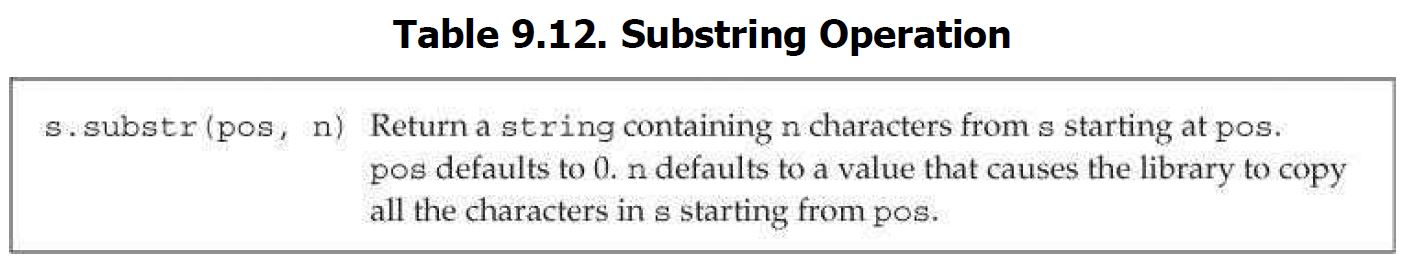 Table 9.12. Substring Operation
s.substr(pos, n) Return a string containing n characters from s starting at pos.
pos defaults to 0. n defaults to a value that causes the library to copy
all the characters in s starting from pos.